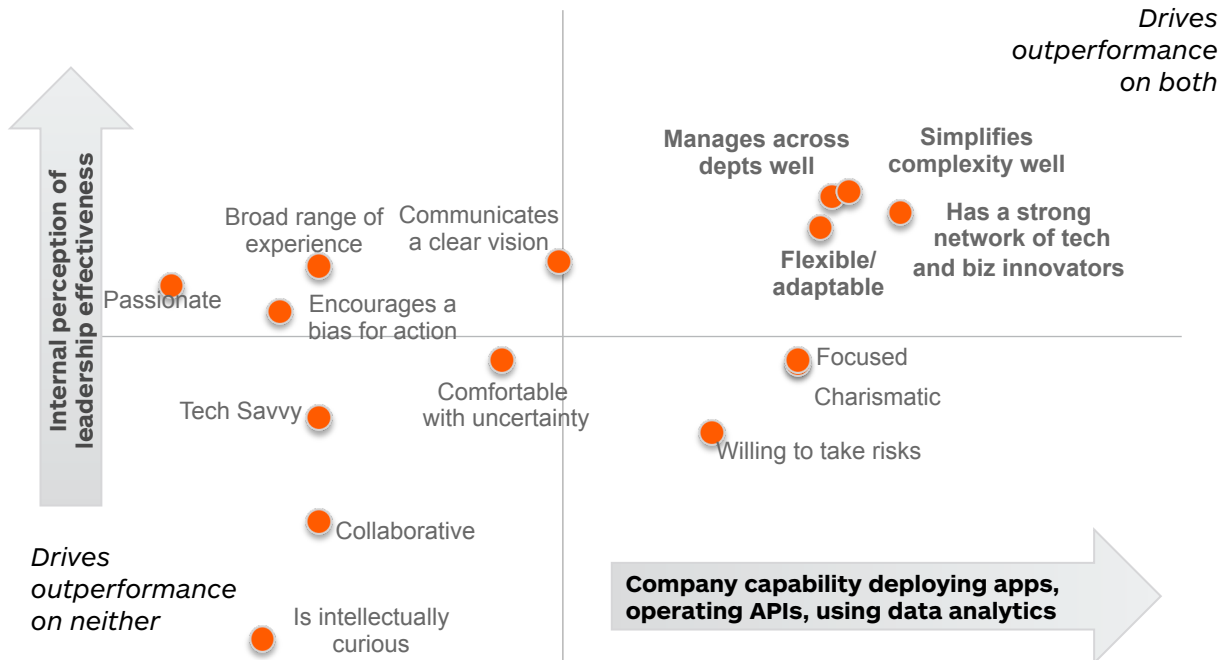 Drives
outperformance
on both
Internal perception of
leadership effectiveness
Manages across
depts well
Simplifies
complexity well
Has a strong
network of tech
and biz innovators
Flexible/
adaptable
Broad range of
experience
Communicates
a clear vision
Passionate
Encourages a
bias for action
Focused
Charismatic
Comfortable
with uncertainty
Tech Savvy
Willing to take risks
Collaborative
Is intellectually
curious
Drives
outperformance
on neither
Company capability deploying apps,
operating APIs, using data analytics